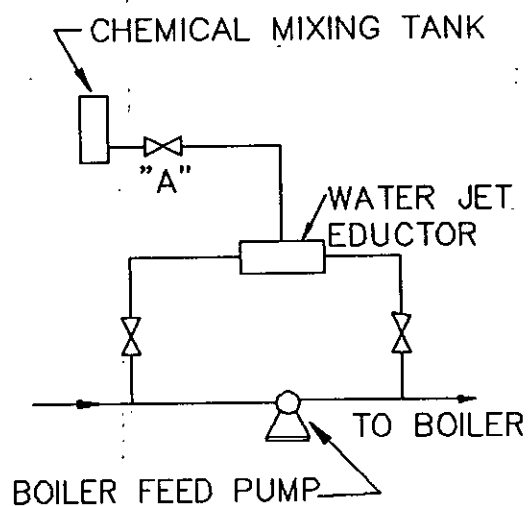 CHEMICAL MIXING TANK
"A"
WATER JET
EDUCTOR
TO BOILER
BOILER FEED PUMP